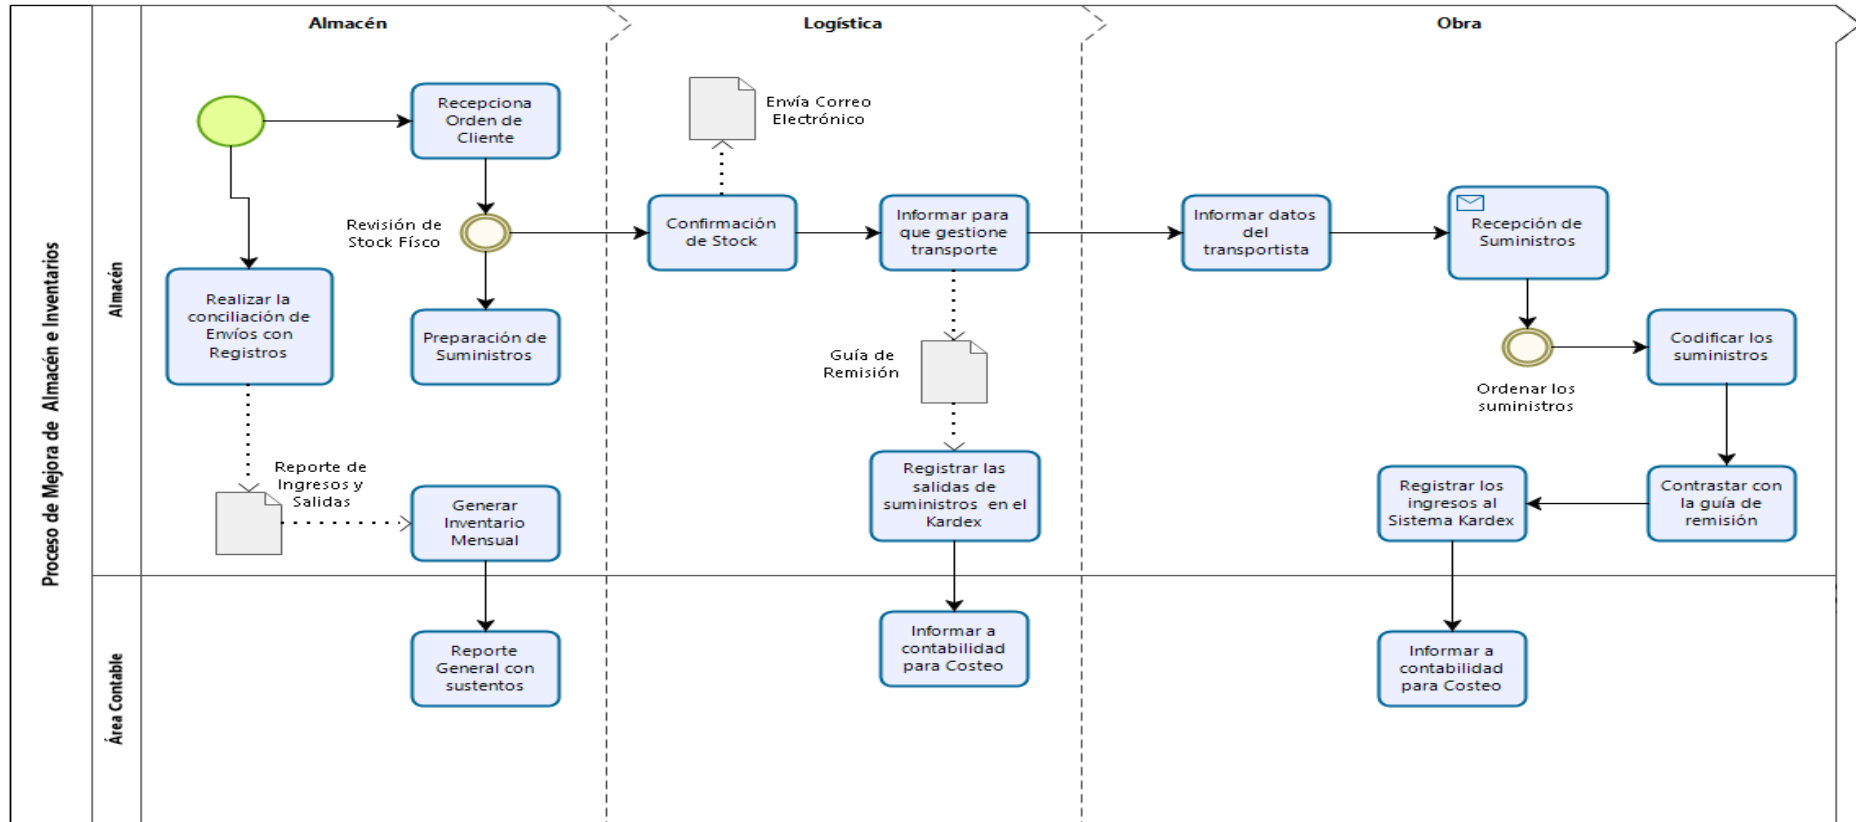 Almacén
Logística
Obra
Proceso de Mejora de Almacén e Inventarios
Almacén
Área Contable
Recepciona
Orden de
Cliente
Revisión de
Stock Físco
Preparación de
Suministros
Realizar la
conciliación de
Envíos con
Registros
Reporte de
Ingresos y
Salidas
Generar
Inventario
Mensual
Reporte
General con
sustentos
Envía Correo
Electrónico
Confirmación
de Stock
Informar para
que gestione
transporte
Guía de
Remisión
Registrar las
salidas de
suministros en el
Kardex
Informar a
contabilidad
para Costeo
Informar datos
del
transportista
Recepción de
Suministros
Ordenar los
suministros
Codificar los
suministros
Contrastar con
la guía de
remisión
Registrar los
ingresos al
Sistema Kardex
Informar a
contabilidad
para Costeo